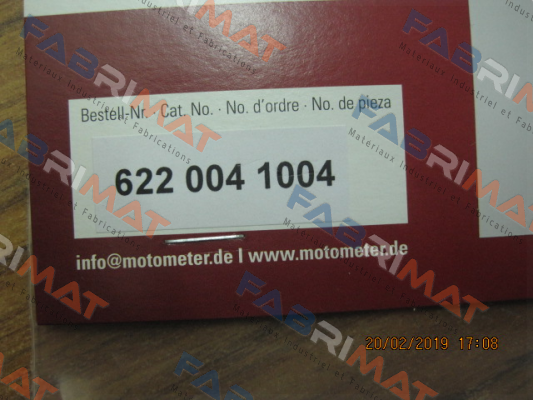 Bestell-Nr. · Cat. No. · No. d'ordre · No. de pieza
622 004 1004
info@motometer.de I www.motometer.de
20/02/2019 17:08
FABRIMAT
Materiaux Industriel et Fabrications